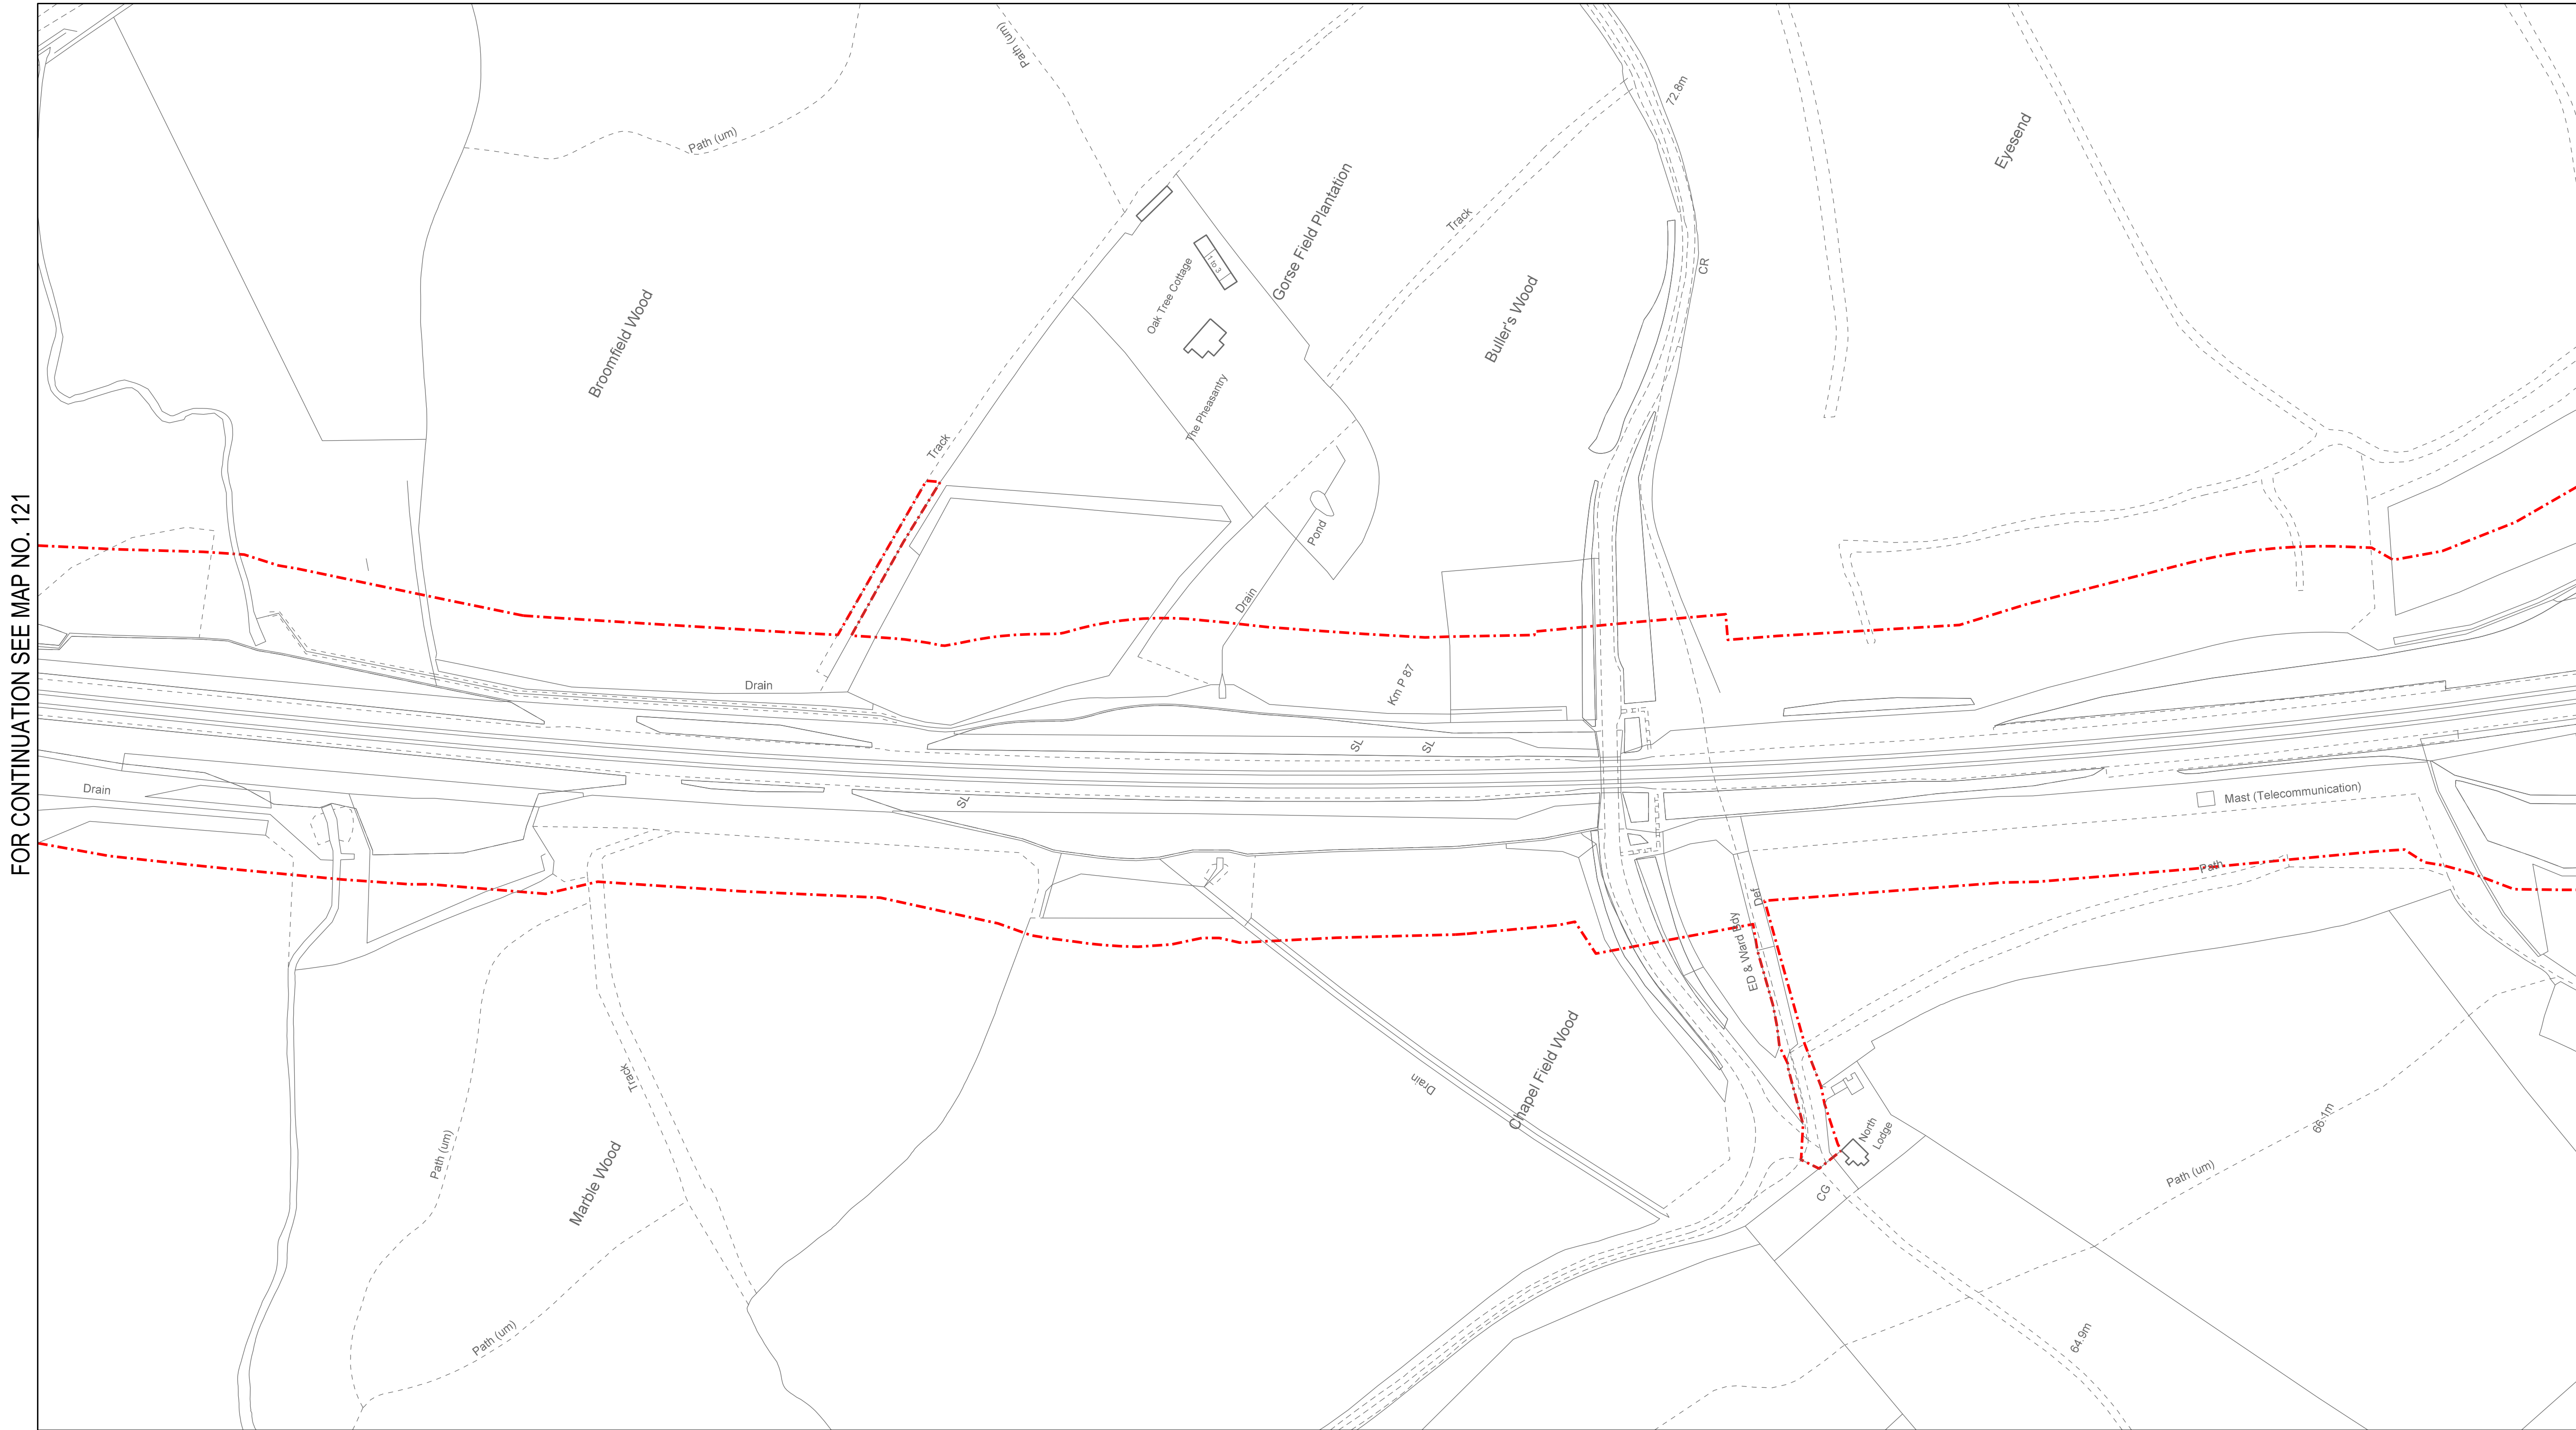 FOR CONTINUATION SEE MAP NO. 121
Path (um)
Path (um)
72.8m
Eyesend
Broomfield Wood
Gorse Field Plantation
Track
Buller's Wood
CR
Oak Tree Cottage
1 to 3
The Pheasantry
Track
Pond
Drain
Drain
Km P 87
SL
SL
SL
Drain
Mast (Telecommunication)
Path
Def
ED & Ward Bdy
Chapel Field Wood
Drain
Track
Path (um)
Marble Wood
Path (um)
North
Lodge
CG
66.1m
Path (um)
64.9m